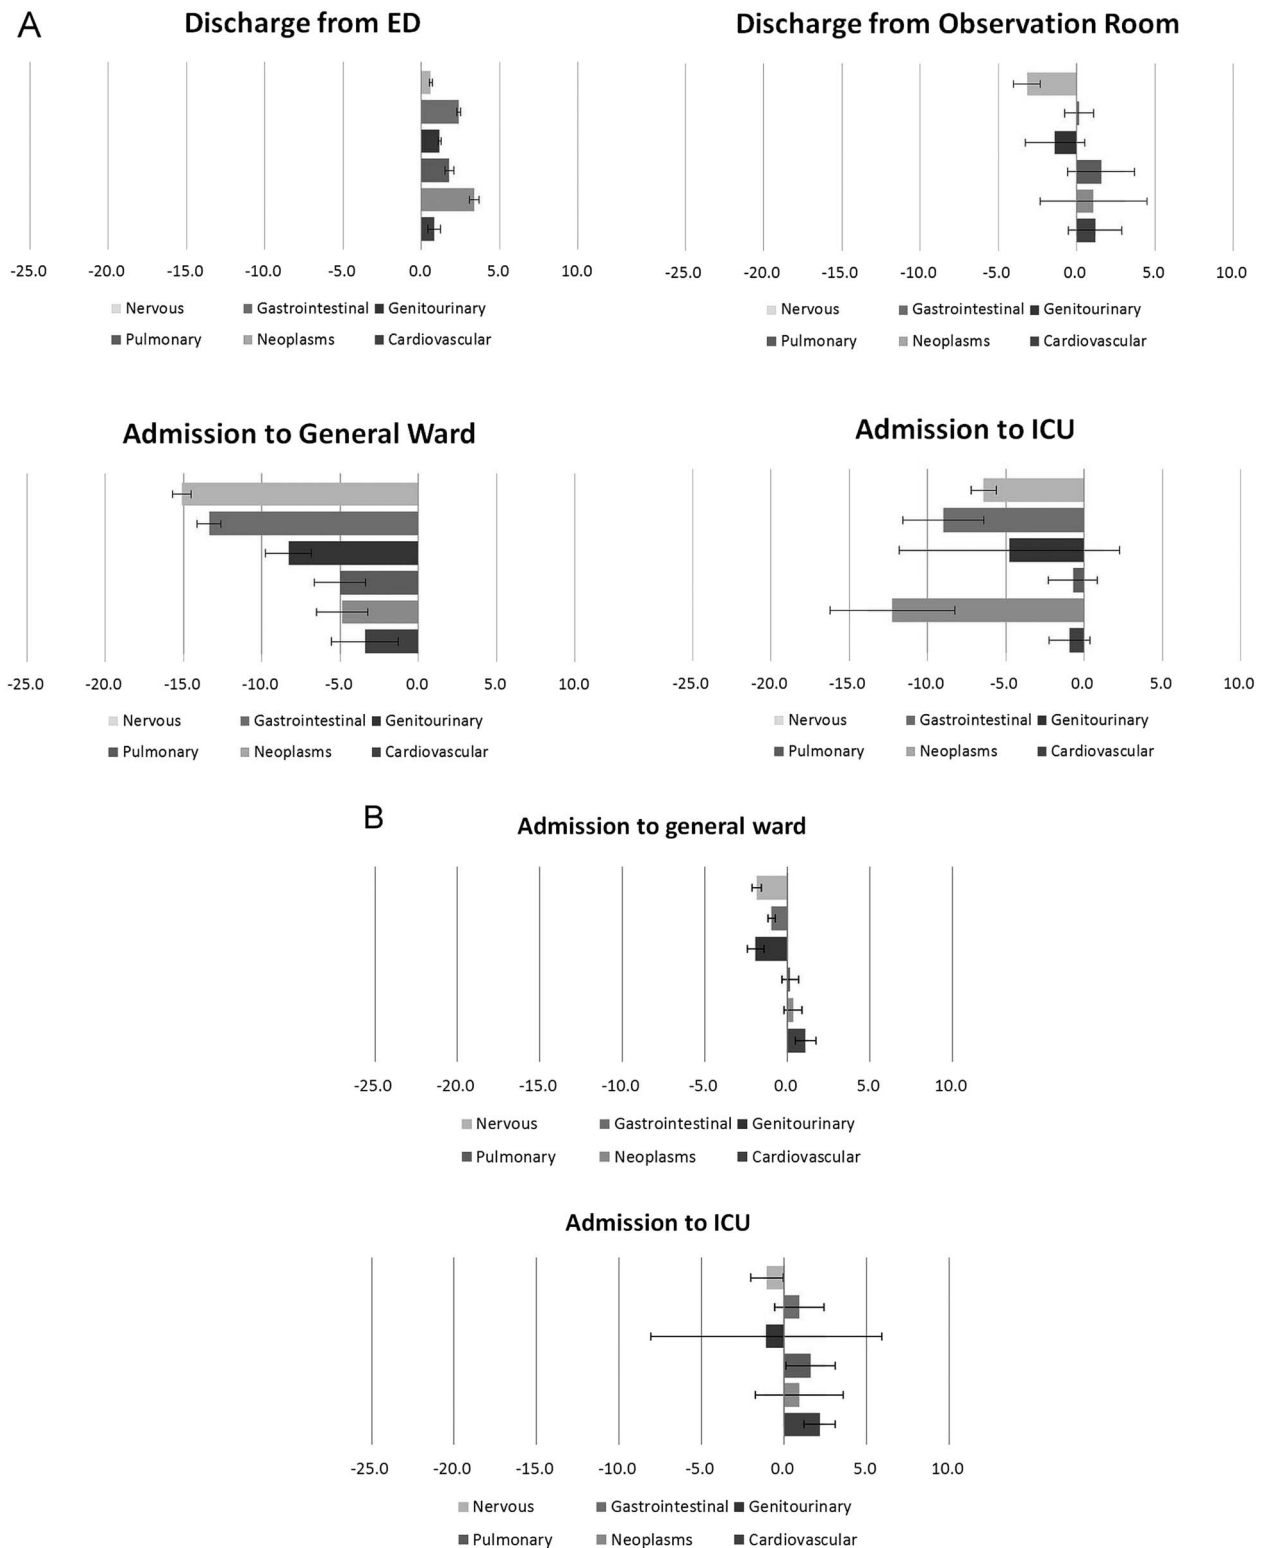 A
Discharge from ED
-25.0 -20.0 -15.0 -10.0 -5.0 0.0 5.0 10.0
Nervous Gastrointestinal Genitourinary
Pulmonary Neoplasms Cardiovascular
Discharge from Observation Room
-25.0 -20.0 -15.0 -10.0 -5.0 0.0 5.0 10.0
Nervous Gastrointestinal Genitourinary
Pulmonary Neoplasms Cardiovascular
Admission to General Ward
-25.0 -20.0 -15.0 -10.0 -5.0 0.0 5.0 10.0
Nervous Gastrointestinal Genitourinary
Pulmonary Neoplasms Cardiovascular
Admission to ICU
-25.0 -20.0 -15.0 -10.0 -5.0 0.0 5.0 10.0
Nervous Gastrointestinal Genitourinary
Pulmonary Neoplasms Cardiovascular
B
Admission to general ward
-25.0 -20.0 -15.0 -10.0 -5.0 0.0 5.0 10.0
Nervous Gastrointestinal Genitourinary
Pulmonary Neoplasms Cardiovascular
Admission to ICU
-25.0 -20.0 -15.0 -10.0 -5.0 0.0 5.0 10.0
Nervous Gastrointestinal Genitourinary
Pulmonary Neoplasms Cardiovascular